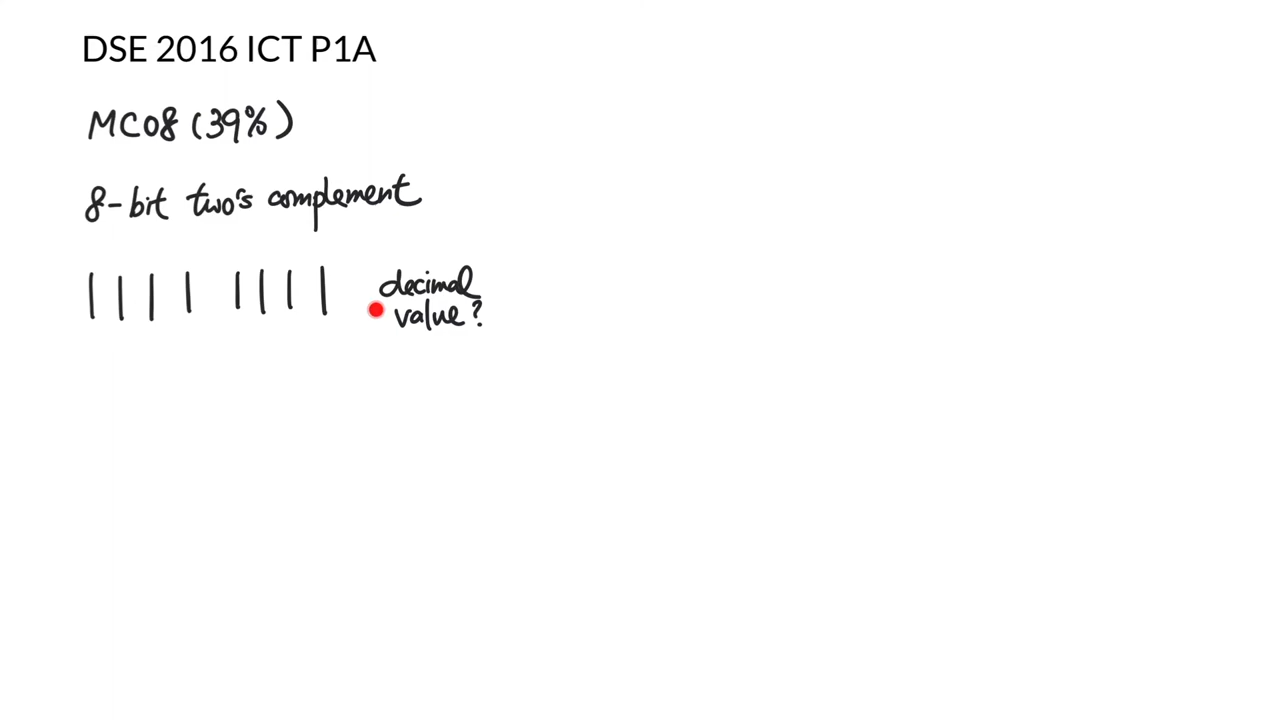 DSE 2016 ICT P1A
MC08 (39%)
8-bit two's complement
1111 1111 decimal
value?